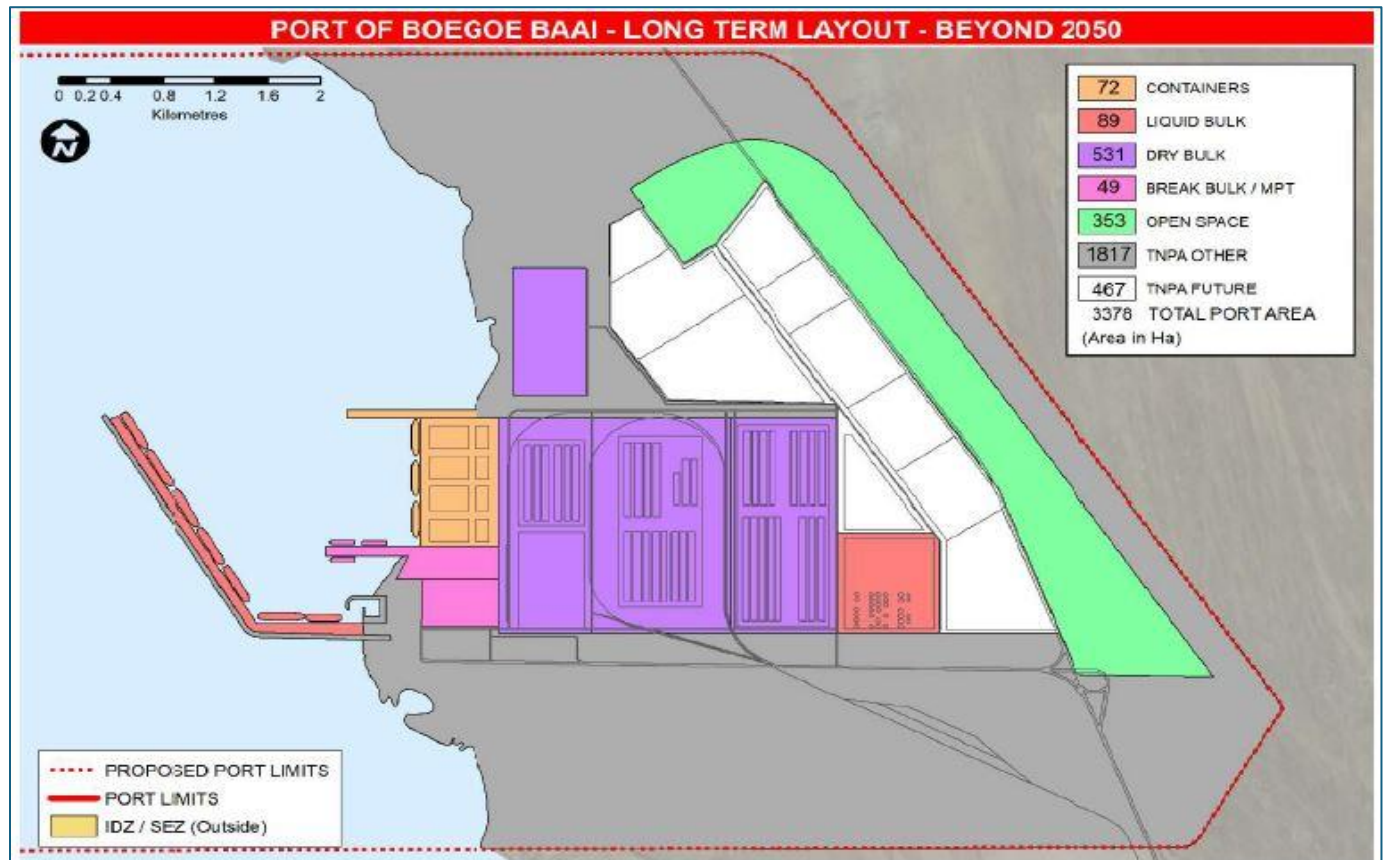 PORT OF BOEGOE BAAI - LONG TERM LAYOUT - BEYOND 2050
0 0.2 0.4 0.8 1.2 1.6 2
Kilometres
N
72 CONTAINERS
89 LIQUID BULK
531 DRY BULK
49 BREAK BULK / MPT
353 OPEN SPACE
1817 TNPA OTHER
467 TNPA FUTURE
3378 TOTAL PORT AREA
(Area in Ha)
PROPOSED PORT LIMITS
PORT LIMITS
IDZ / SEZ (Outside)